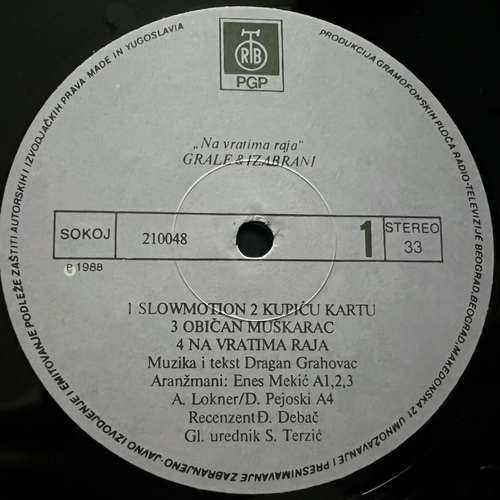 RTB
PGP
„Na vratima raja"
GRALE & IZABRANI
SOKOJ 210048 1 STEREO 33
℗ 1988
1 SLOWMOTION 2 KUPIĆU KARTU
3 OBIČAN MUSKARAC
4 NA VRATIMA RAJA
Muzika i tekst Dragan Grahovac
Aranžmani: Enes Mekić A1,2,3
A. Lokner/D. Pejoski A4
Recenzent Đ. Debač
Gl. urednik S. Terzić
PRODUKCIJA GRAMOFONSKIH PLOČA RADIO-TELEVIZIJE BEOGRAD, MAKEDONSKA 21 UMNOŽAVANJE I PRESNIMAVANJE ZABRANJENO-JAVNO IZVODJENJE I EMITOVANJE PODLEŽE ZAŠTITI AUTORSKIH I IZVODJAČKIH PRAVA MADE IN YUGOSLAVIA